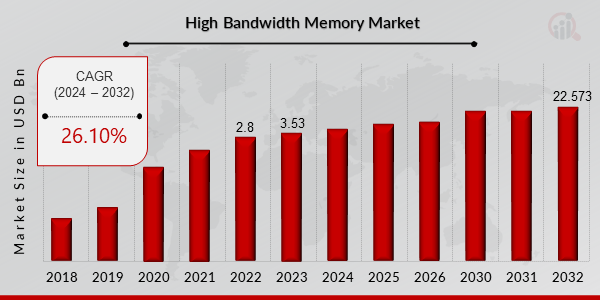 High Bandwidth Memory Market
CAGR
(2024 – 2032)
26.10%
Market Size in USD Bn
2.8
3.53
22.573
2018 2019 2020 2021 2022 2023 2024 2025 2026 2030 2031 2032